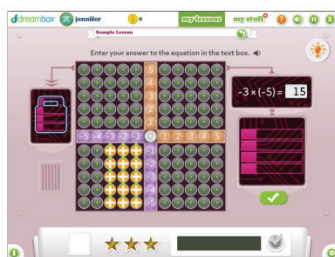 dreambox jennifer 0 my lessons my stuff ?
Sample Lesson
Enter your answer to the equation in the text box.
5
4
3
2
1
-5 -4 -3 -2 -1 0 1 2 3 4 5
-1
-2
-3
-4
-5
-3 × (-5) = 15